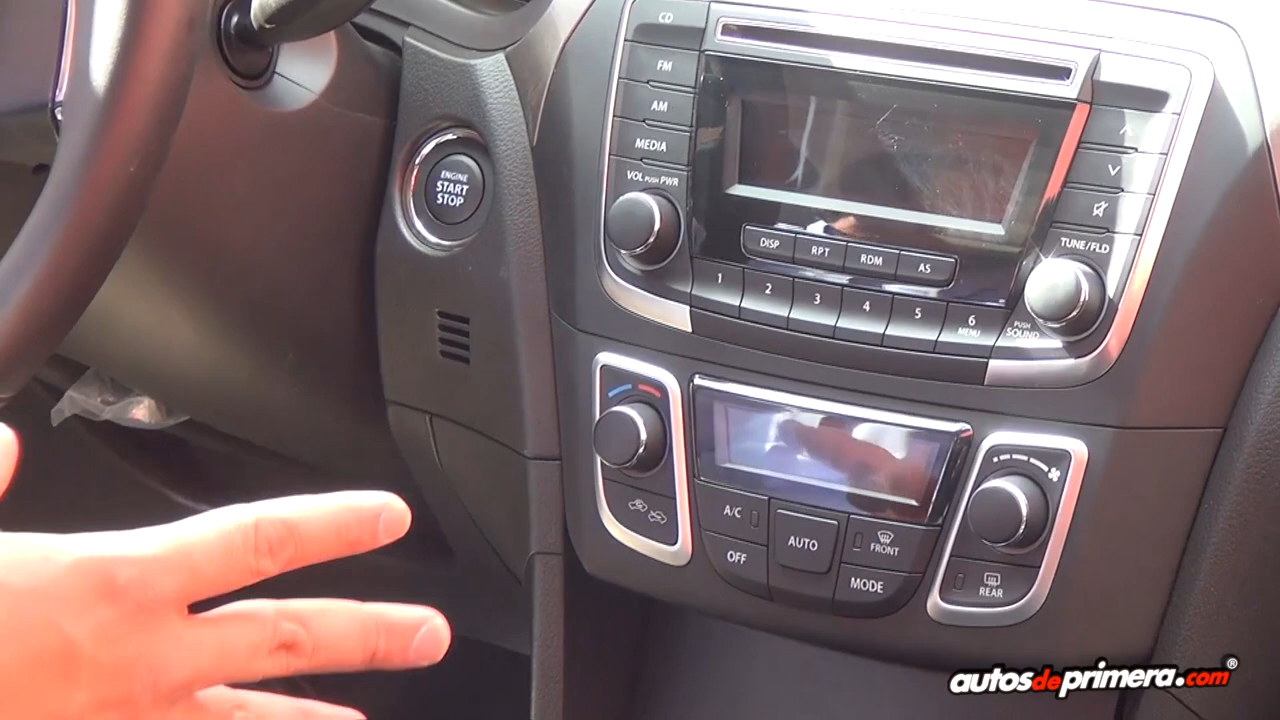 CD
FM
AM
MEDIA
VOL PUSH PWR
ENGINE
START
STOP
TUNE/FLD
DISP RPT RDM AS
1 2 3 4 5 6
MENU
PUSH
SOUND
A/C
OFF
AUTO
FRONT
MODE
REAR
autosdeprimera.com®